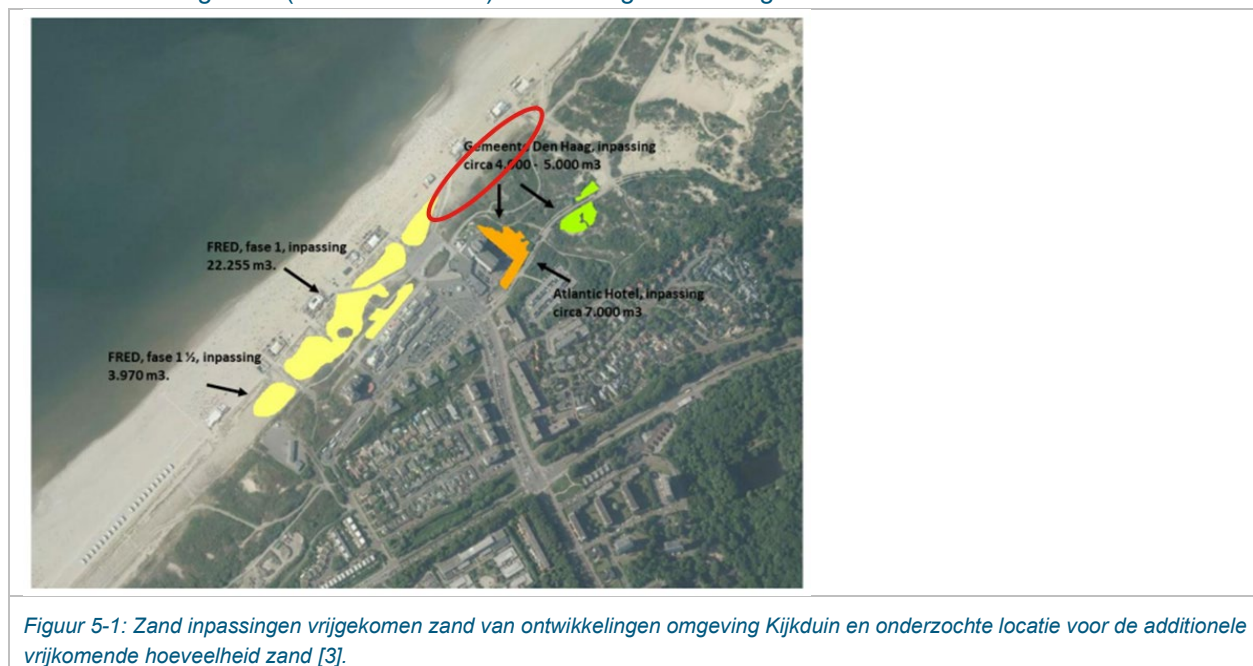 Gemeente Den Haag, inpassing
circa 4.000 - 5.000 m3
1
FRED, fase 1, inpassing
22.255 m3.
Atlantic Hotel, inpassing
circa 7.000 m3
FRED, fase 1 ½, inpassing
3.970 m3.
Figuur 5-1: Zand inpassingen vrijgekomen zand van ontwikkelingen omgeving Kijkduin en onderzochte locatie voor de additionele
vrijkomende hoeveelheid zand [3].